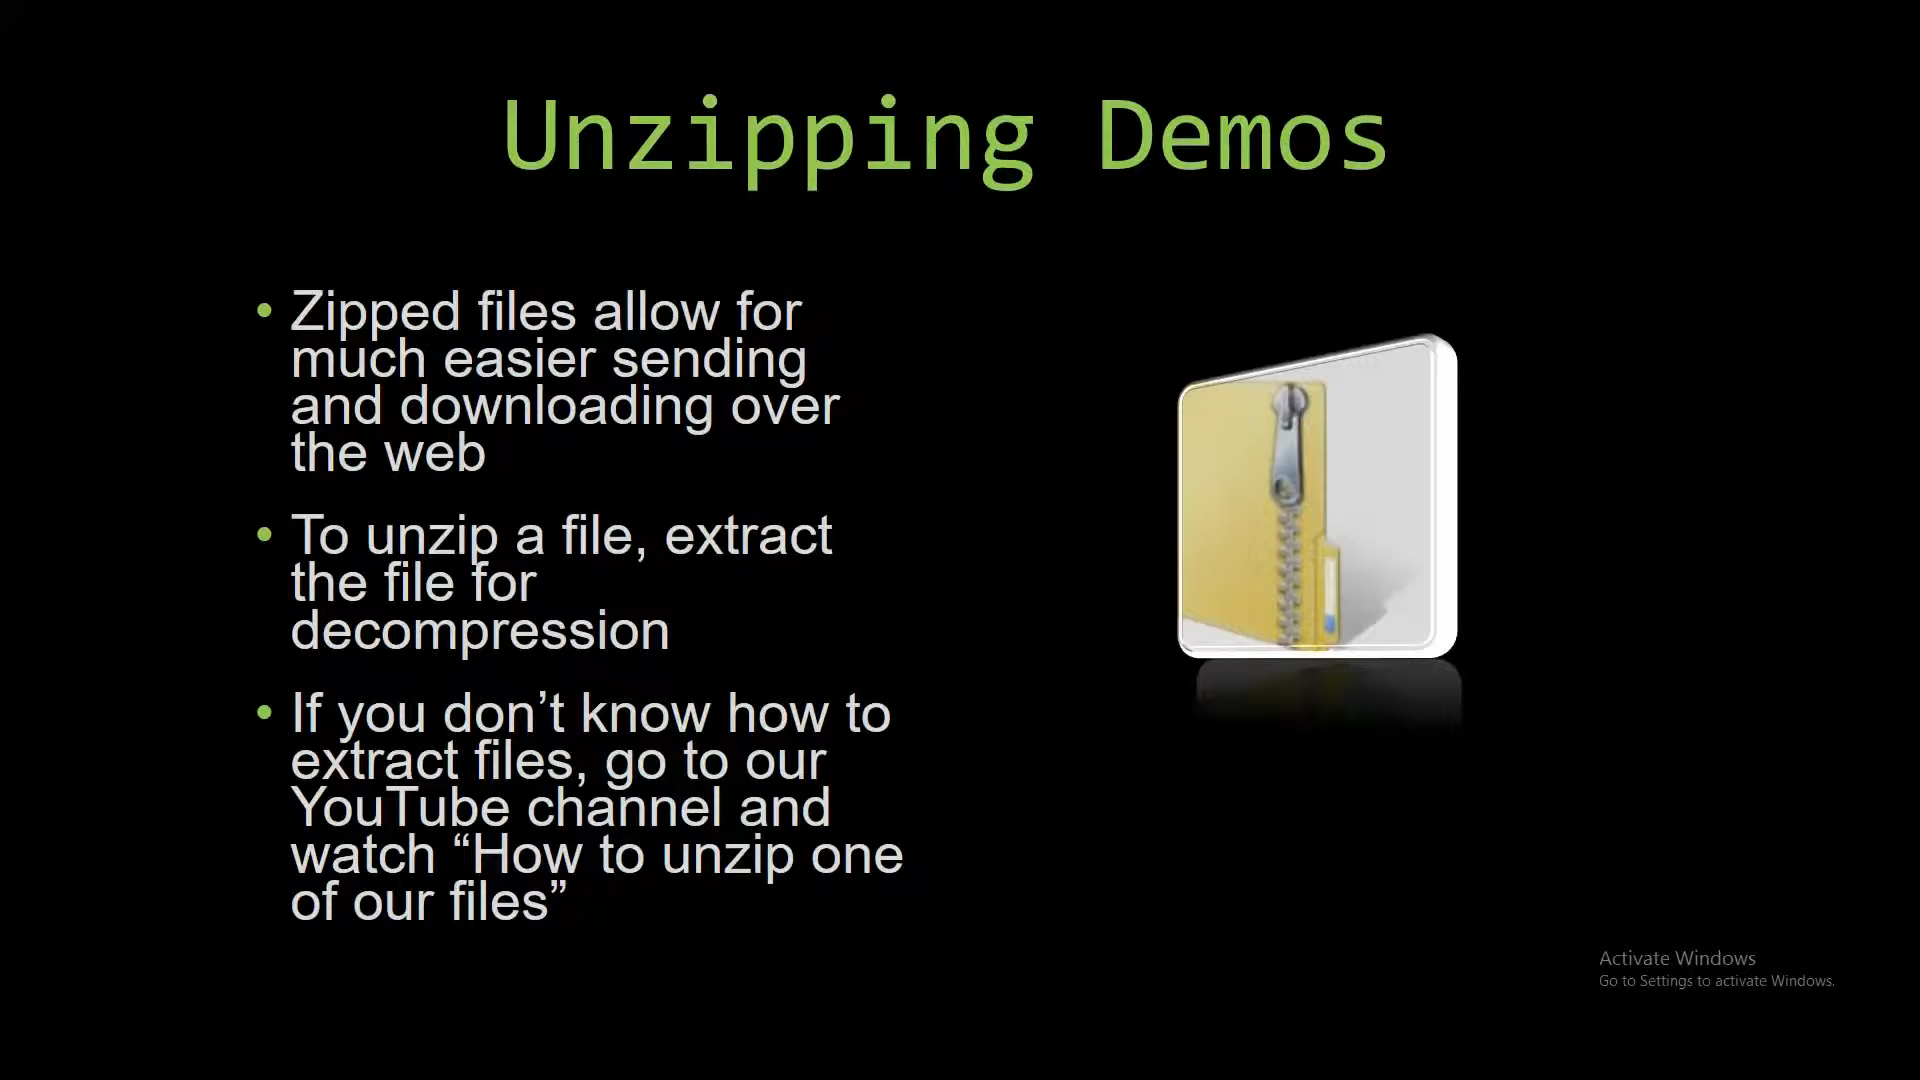 Unzipping Demos
• Zipped files allow for
much easier sending
and downloading over
the web
• To unzip a file, extract
the file for
decompression
• If you don’t know how to
extract files, go to our
YouTube channel and
watch “How to unzip one
of our files”
Activate Windows
Go to Settings to activate Windows.